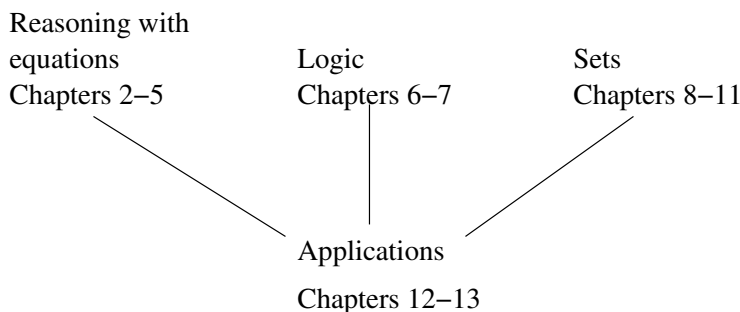 Reasoning with
equations
Chapters 2–5
Logic
Chapters 6–7
Sets
Chapters 8–11
Applications
Chapters 12–13